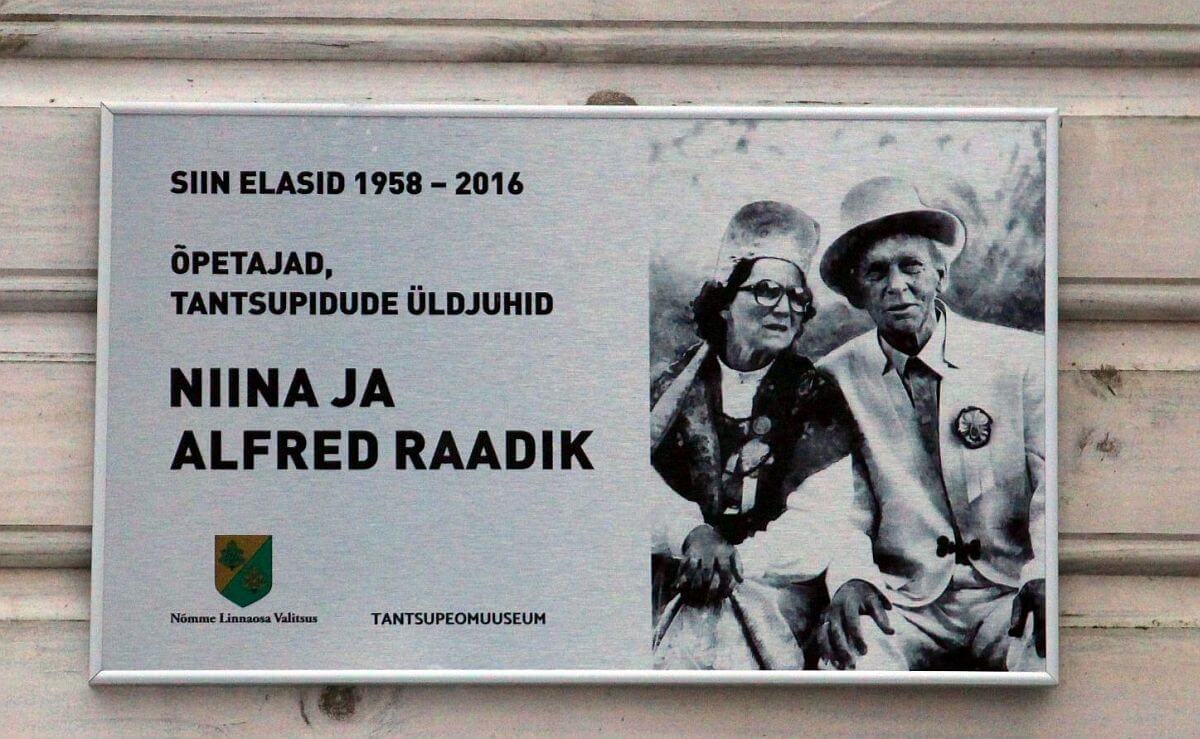 SIIN ELASID 1958 – 2016
ÕPETAJAD,
TANTSUPIDUDE ÜLDJUHID
NIINA JA
ALFRED RAADIK
Nõmme Linnaosa Valitsus
TANTSUPEOMUUSEUM